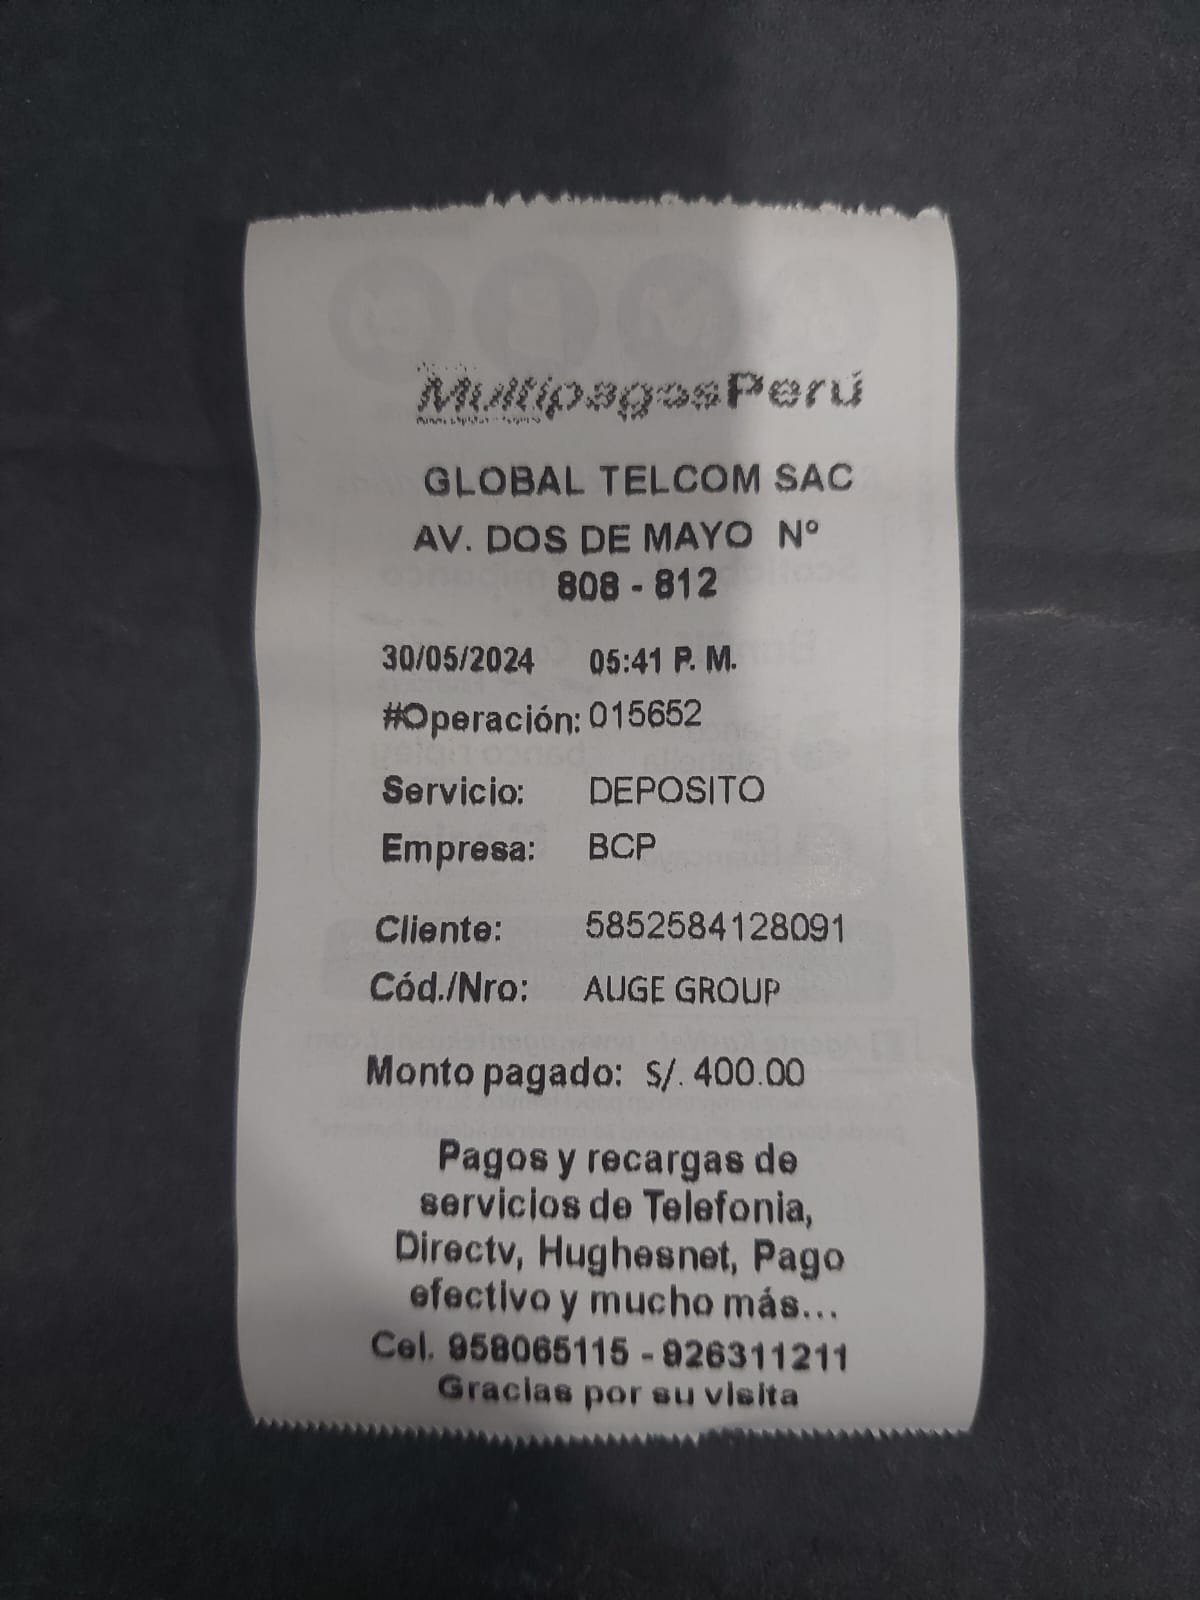 MultipagosPerú
GLOBAL TELCOM SAC
AV. DOS DE MAYO Nº
808 - 812
30/05/2024 05:41 P. M.
#Operación: 015652
Servicio: DEPOSITO
Empresa: BCP
Cliente: 5852584128091
Cód./Nro: AUGE GROUP
Monto pagado: S/. 400.00
Pagos y recargas de
servicios de Telefonia,
Directv, Hughesnet, Pago
efectivo y mucho más...
Cel. 958065115 - 926311211
Gracias por su visita